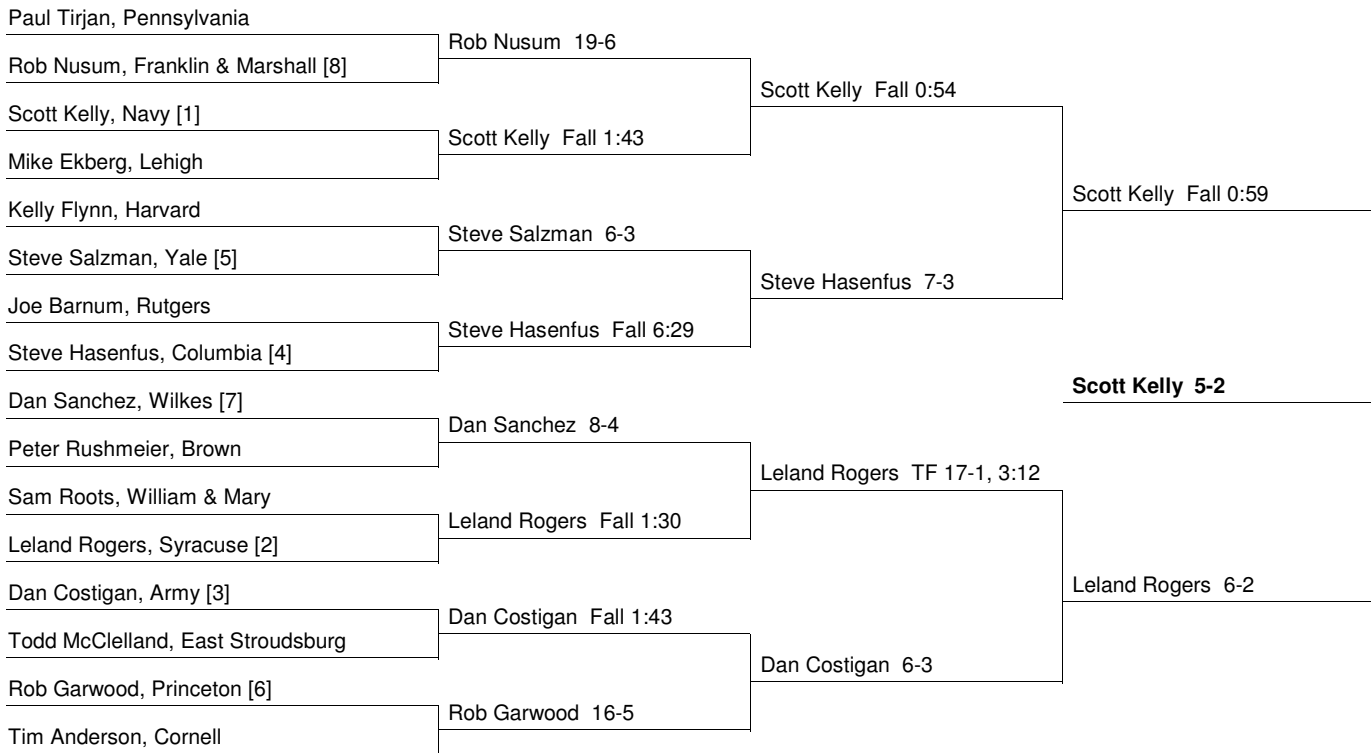 Paul Tirjan, Pennsylvania
Rob Nusum, Franklin & Marshall [8]
Scott Kelly, Navy [1]
Mike Ekberg, Lehigh
Kelly Flynn, Harvard
Steve Salzman, Yale [5]
Joe Barnum, Rutgers
Steve Hasenfus, Columbia [4]
Dan Sanchez, Wilkes [7]
Peter Rushmeier, Brown
Sam Roots, William & Mary
Leland Rogers, Syracuse [2]
Dan Costigan, Army [3]
Todd McClelland, East Stroudsburg
Rob Garwood, Princeton [6]
Tim Anderson, Cornell
Rob Nusum 19-6
Scott Kelly Fall 1:43
Steve Salzman 6-3
Steve Hasenfus Fall 6:29
Dan Sanchez 8-4
Leland Rogers Fall 1:30
Dan Costigan Fall 1:43
Rob Garwood 16-5
Scott Kelly Fall 0:54
Steve Hasenfus 7-3
Leland Rogers TF 17-1, 3:12
Dan Costigan 6-3
Scott Kelly Fall 0:59
Leland Rogers 6-2
Scott Kelly 5-2